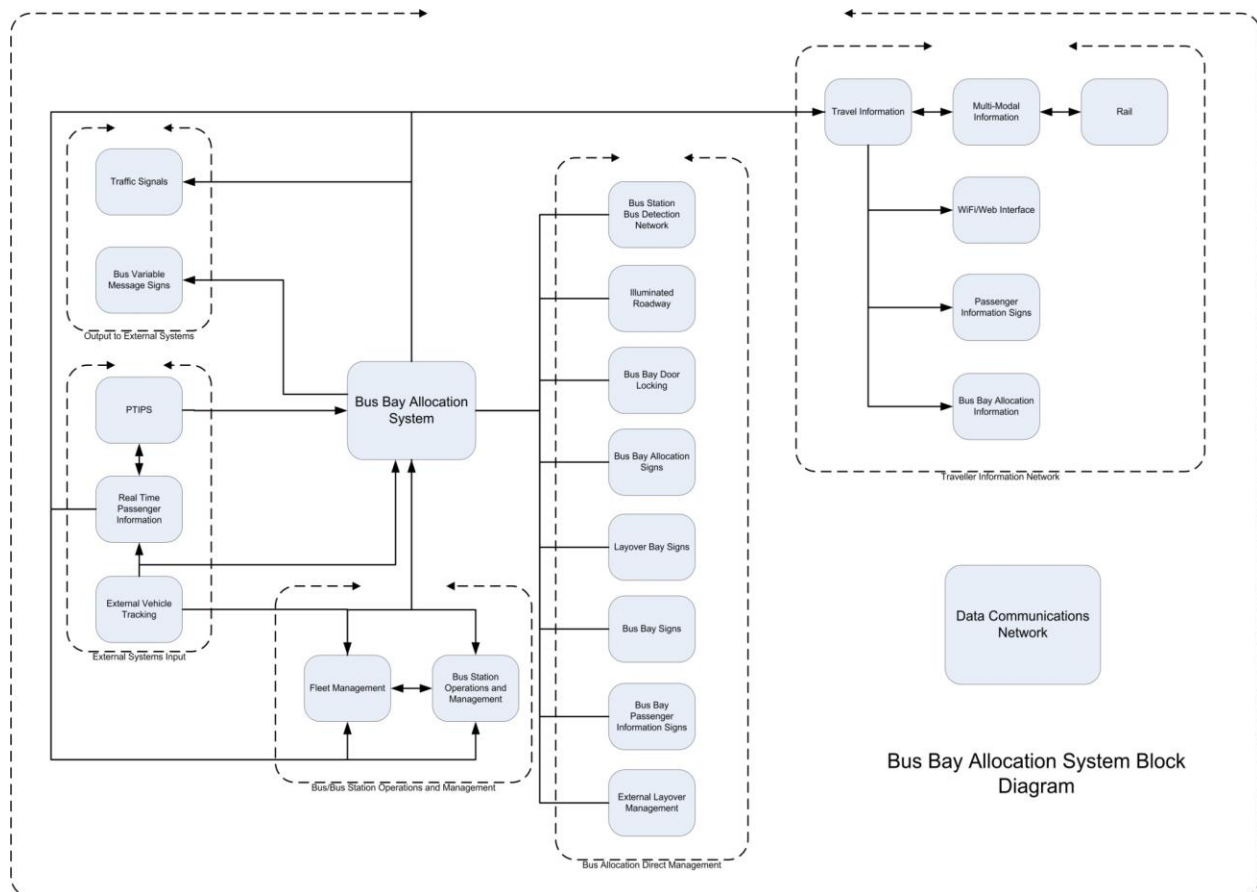 Travel Information
Multi-Modal
Information
Rail
Traffic Signals
Bus Variable
Message Signs
Output to External Systems
PTIPS
Real Time
Passenger
Information
External Vehicle
Tracking
External Systems Input
Bus Bay Allocation
System
Fleet Management
Bus Station
Operations and
Management
Bus/Bus Station Operations and Management
Bus Station
Bus Detection
Network
Illuminated
Roadway
Bus Bay Door
Locking
Bus Bay Allocation
Signs
Layover Bay Signs
Bus Bay Signs
Bus Bay
Passenger
Information Signs
External Layover
Management
Bus Allocation Direct Management
WiFi/Web Interface
Passenger
Information Signs
Bus Bay Allocation
Information
Traveller Information Network
Data Communications
Network
Bus Bay Allocation System Block
Diagram